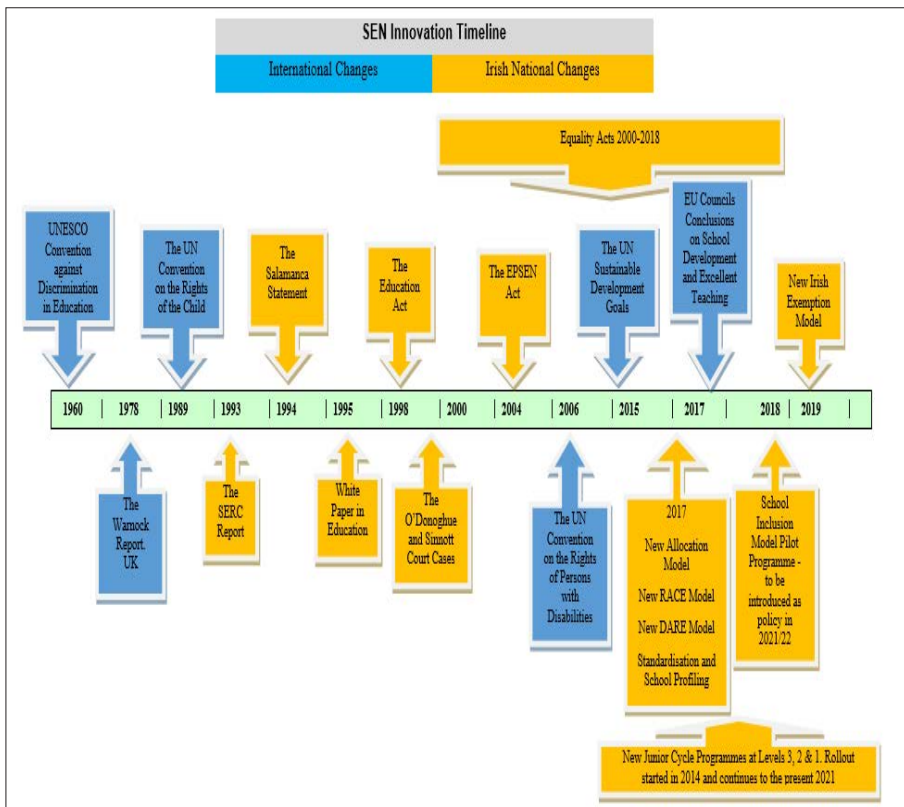 SEN Innovation Timeline
International Changes
Irish National Changes
Equality Acts 2000-2018
UNESCO
Convention
against
Discrimination
in Education
The UN
Convention
on the Rights
of the Child
The
Salamanca
Statement
The
Education
Act
The EPSEN
Act
The UN
Sustainable
Development
Goals
EU Councils
Conclusions
on School
Development
and Excellent
Teaching
New Irish
Exemption
Model
1960 | 1978 | 1989 | 1993 | 1994 | 1995 | 1998 | 2000 | 2004 | 2006 | 2015 | 2017 | 2018 | 2019 |
The
Warnock
Report.
UK
The
SERC
Report
White
Paper in
Education
The
O'Donoghue
and Sinnott
Court Cases
The UN
Convention
on the Rights
of Persons
with
Disabilities
2017
New Allocation
Model
New RACE Model
New DARE Model
Standardisation and
School Profiling
School
Inclusion
Model Pilot
Programme -
to be
introduced as
policy in
2021/22
New Junior Cycle Programmes at Levels 3, 2 & 1. Rollout
started in 2014 and continues to the present 2021